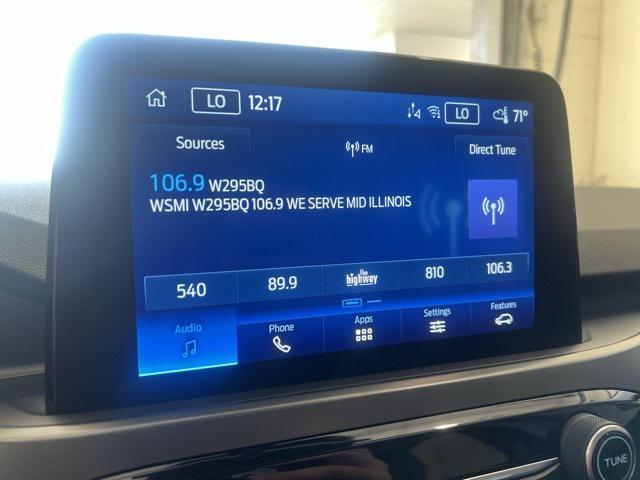 LO 12:17 LO 71°
Sources FM Direct Tune
106.9 W295BQ
WSMI W295BQ 106.9 WE SERVE MID ILLINOIS
540 89.9 the highway 810 106.3
Audio Phone Apps Settings Features
TUNE